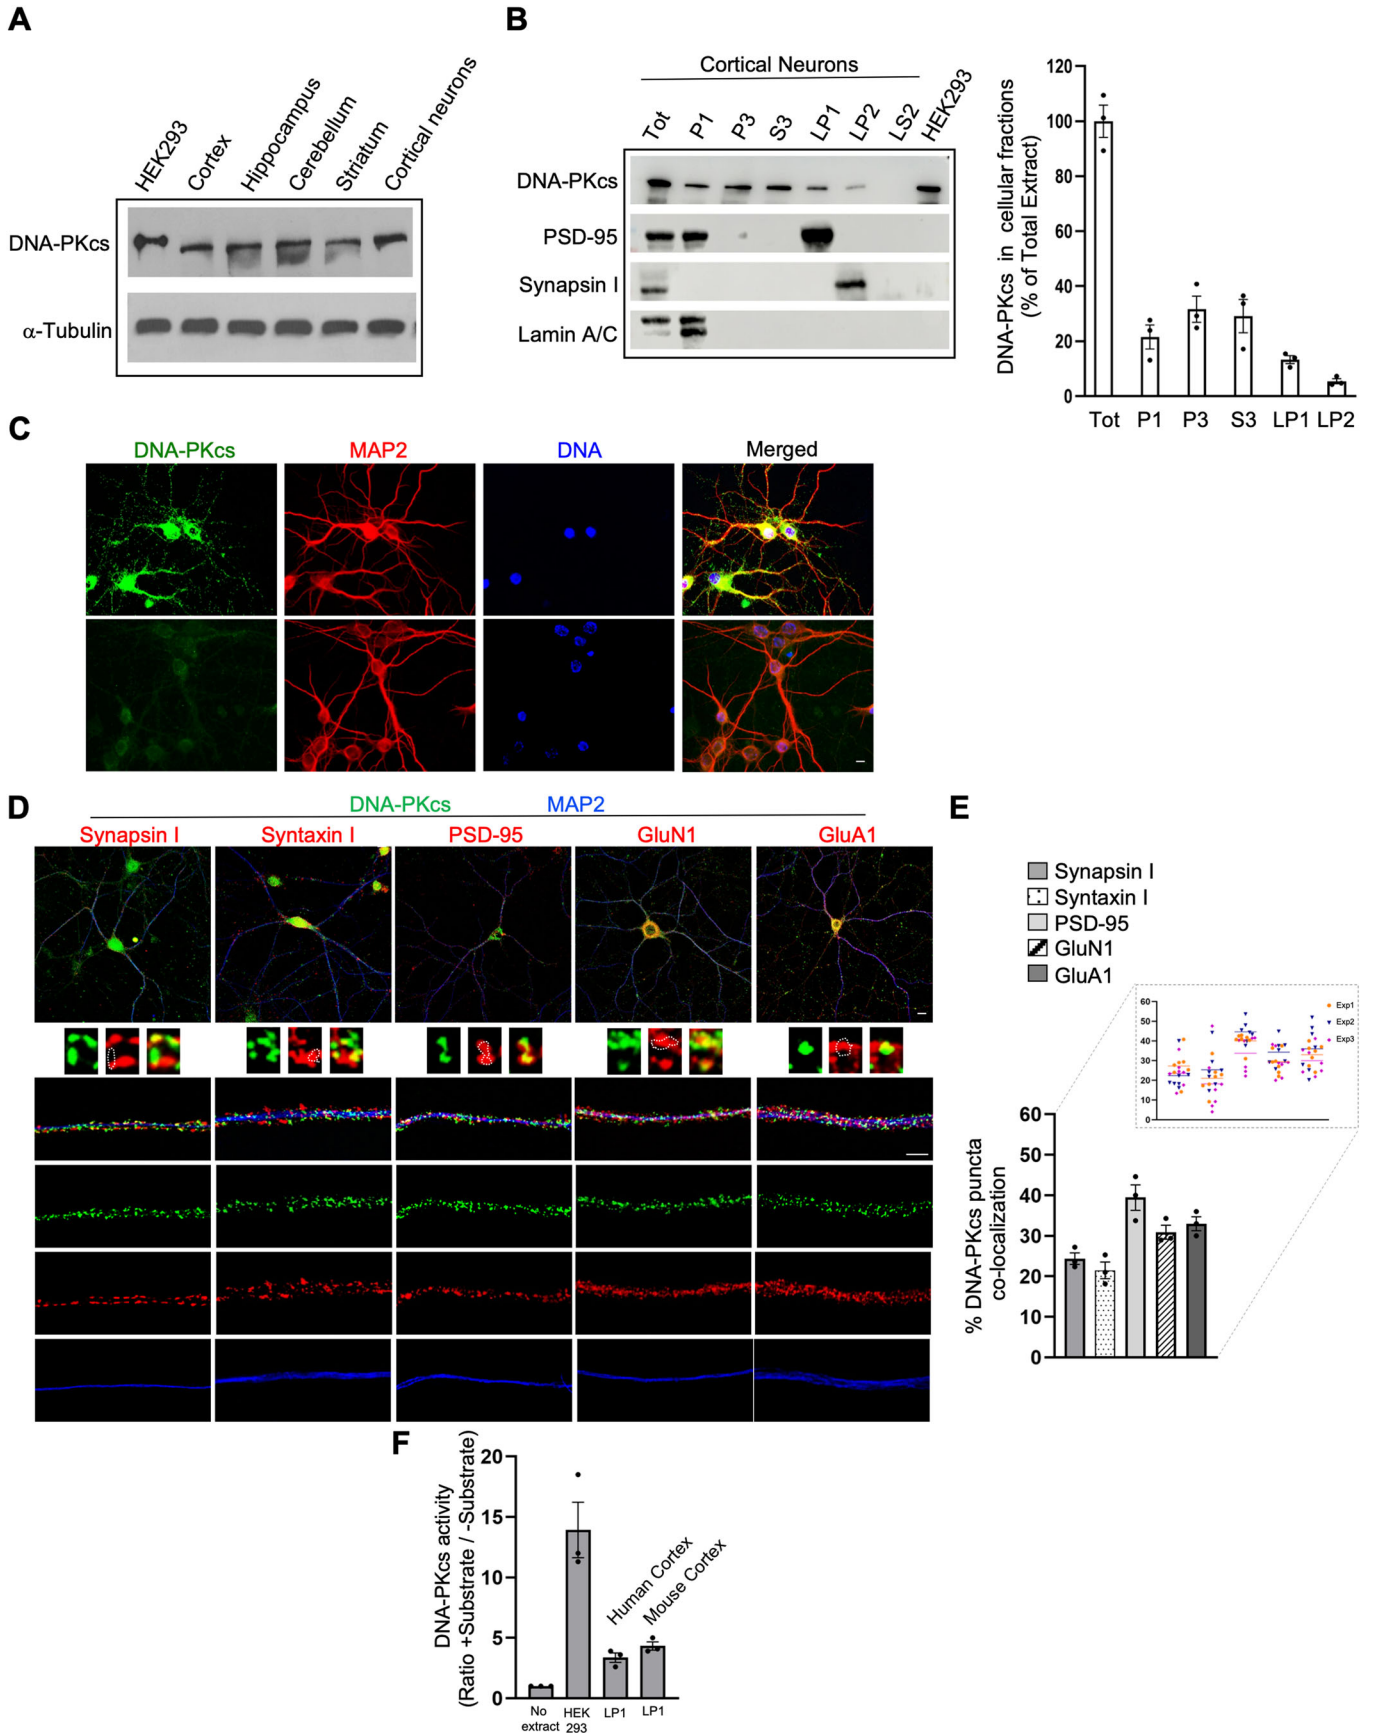 A
HEK293
Cortex
Hippocampus
Cerebellum
Striatum
Cortical neurons
DNA-PKcs
α-Tubulin
B
Cortical Neurons
Tot
P1
P3
S3
LP1
LP2
LS2
HEK293
DNA-PKcs
PSD-95
Synapsin I
Lamin A/C
DNA-PKcs in cellular fractions
(% of Total Extract)
120
100
80
60
40
20
0
Tot P1 P3 S3 LP1 LP2
C
DNA-PKcs MAP2 DNA Merged
D
DNA-PKcs MAP2
Synapsin I Syntaxin I PSD-95 GluN1 GluA1
E
Synapsin I
Syntaxin I
PSD-95
GluN1
GluA1
60
50
40
30
20
10
0
Exp1
Exp2
Exp3
% DNA-PKcs puncta
co-localization
60
50
40
30
20
10
0
F
DNA-PKcs activity
(Ratio +Substrate / -Substrate)
20
15
10
5
0
Human Cortex
Mouse Cortex
No HEK LP1 LP1
extract 293